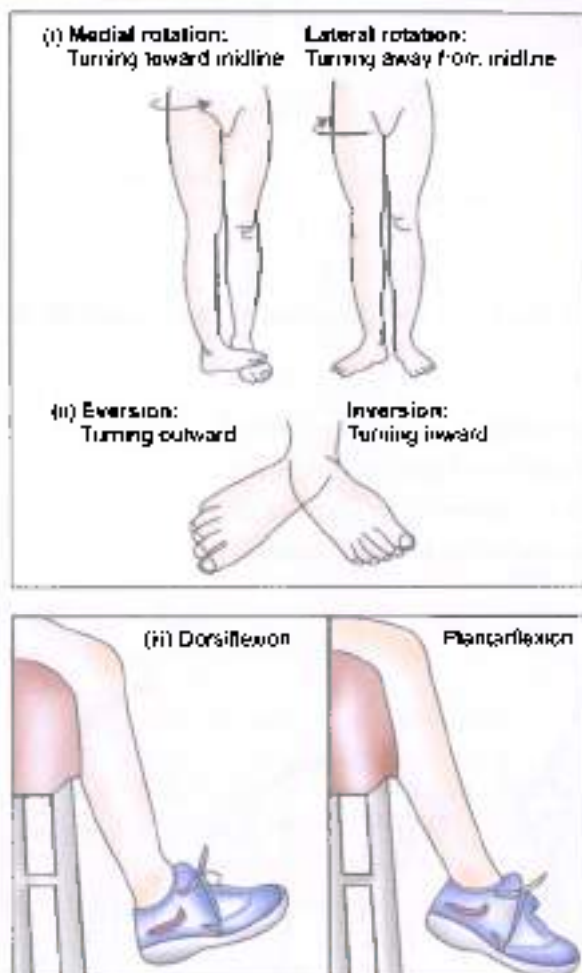 (i) Medial rotation:
Turning toward midline
Lateral rotation:
Turning away from midline
(ii) Eversion:
Turning outward
Inversion:
Turning inward
(iii) Dorsiflexion
Plantarflexion